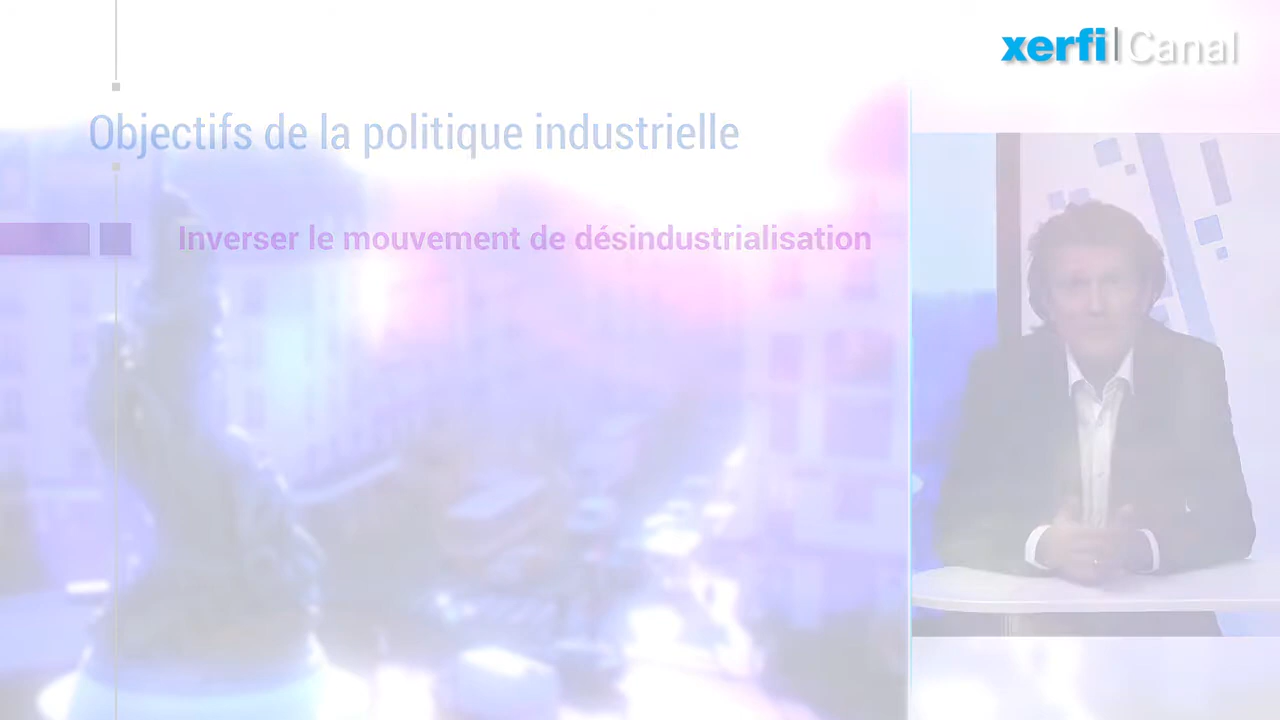 xerfi|Canal
Objectifs de la politique industrielle
Inverser le mouvement de désindustrialisation